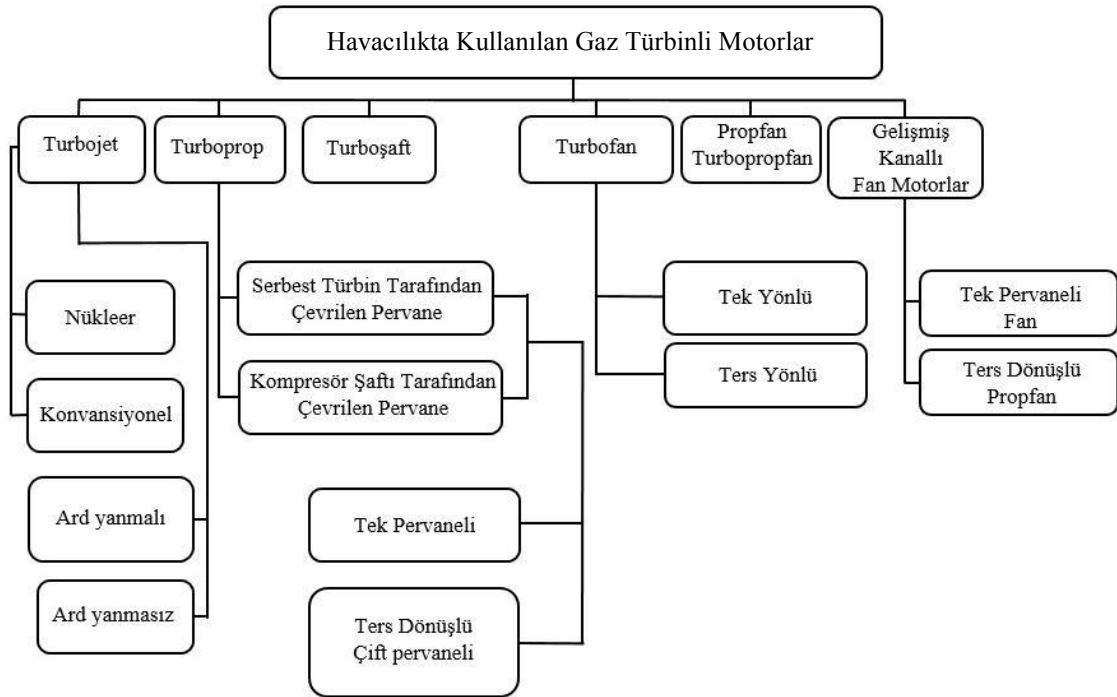 Havacılıkta Kullanılan Gaz Türbinli Motorlar
Turbojet
Turboprop
Turboşaft
Turbofan
Propfan
Turbopropfan
Gelişmiş
Kanallı
Fan Motorlar
Nükleer
Konvansiyonel
Ard yanmalı
Ard yanmasız
Serbest Türbin Tarafından
Çevrilen Pervane
Kompresör Şaftı Tarafından
Çevrilen Pervane
Tek Pervaneli
Ters Dönüşlü
Çift pervaneli
Tek Yönlü
Ters Yönlü
Tek Pervaneli
Fan
Ters Dönüşlü
Propfan